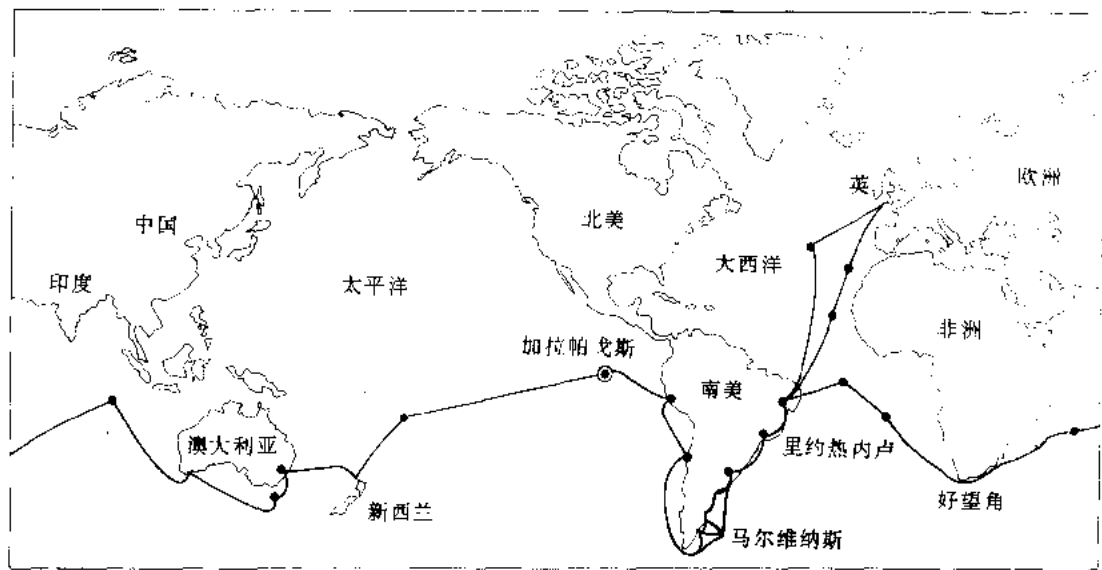 英
欧洲
中国
北美
大西洋
印度
太平洋
非洲
加拉帕戈斯
南美
澳大利亚
里约热内卢
新西兰
好望角
马尔维纳斯